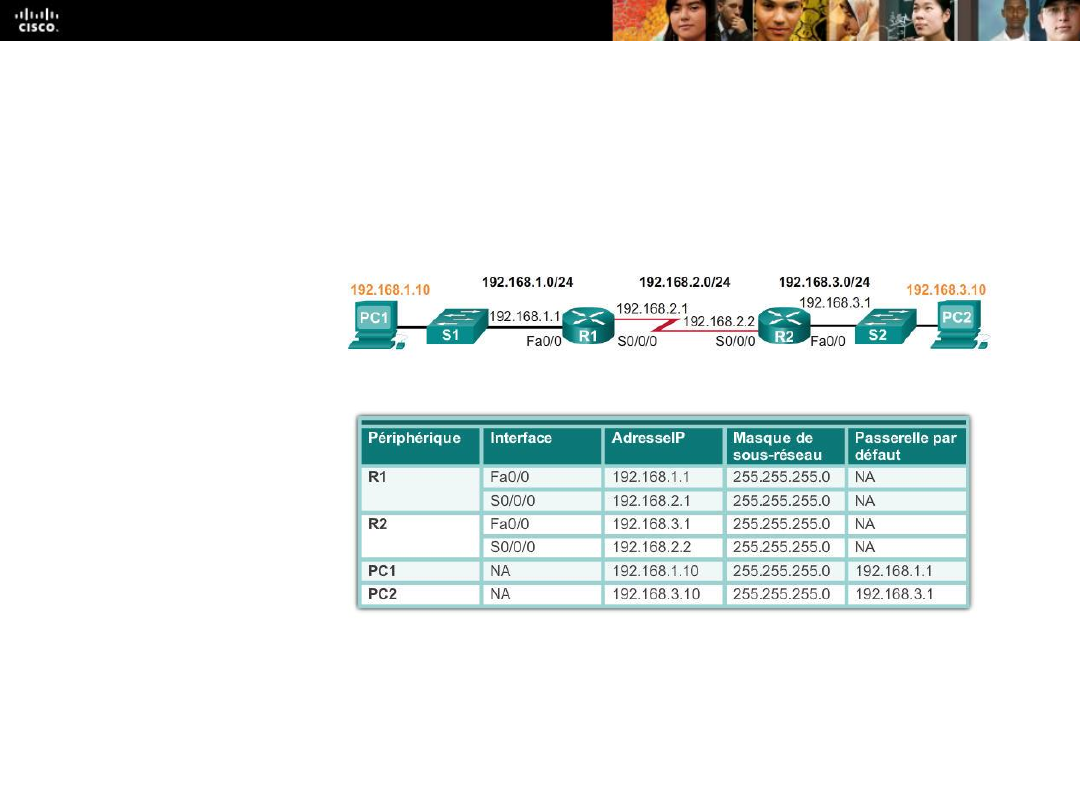 CISCO.
192.168.1.0/24 192.168.2.0/24 192.168.3.0/24
192.168.1.10 192.168.3.10
192.168.2.1 192.168.3.1
PC1 192.168.1.1 192.168.2.2 PC2
S1 R1 R2 S2
Fa0/0 S0/0/0 S0/0/0 Fa0/0
Périphérique Interface AdresseIP Masque de sous-réseau Passerelle par défaut
R1 Fa0/0 192.168.1.1 255.255.255.0 NA
S0/0/0 192.168.2.1 255.255.255.0 NA
R2 Fa0/0 192.168.3.1 255.255.255.0 NA
S0/0/0 192.168.2.2 255.255.255.0 NA
PC1 NA 192.168.1.10 255.255.255.0 192.168.1.1
PC2 NA 192.168.3.10 255.255.255.0 192.168.3.1